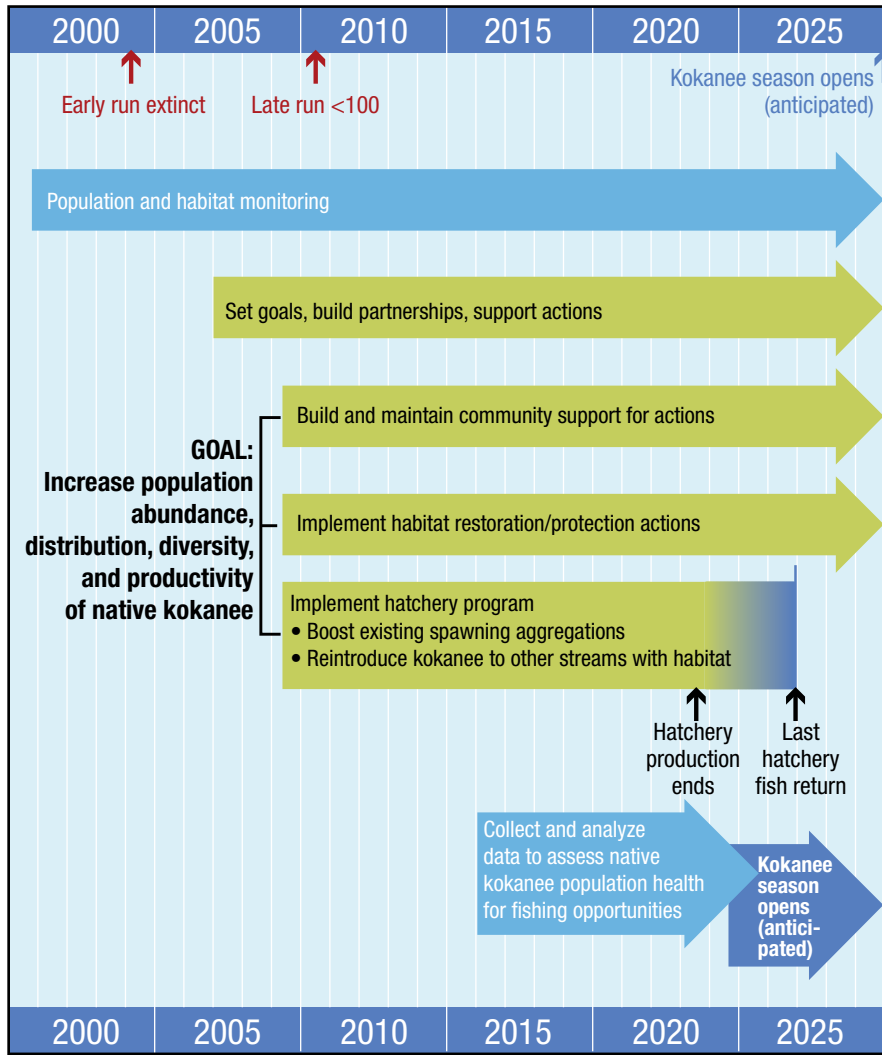 2000 2005 2010 2015 2020 2025
Early run extinct
Late run <100
Kokanee season opens
(anticipated)
Population and habitat monitoring
Set goals, build partnerships, support actions
Build and maintain community support for actions
GOAL:
Increase population
abundance,
distribution, diversity,
and productivity
of native kokanee
Implement habitat restoration/protection actions
Implement hatchery program
• Boost existing spawning aggregations
• Reintroduce kokanee to other streams with habitat
Hatchery
production
ends
Last
hatchery
fish return
Collect and analyze
data to assess native
kokanee population health
for fishing opportunities
Kokanee
season
opens
(antici-
pated)
2000 2005 2010 2015 2020 2025